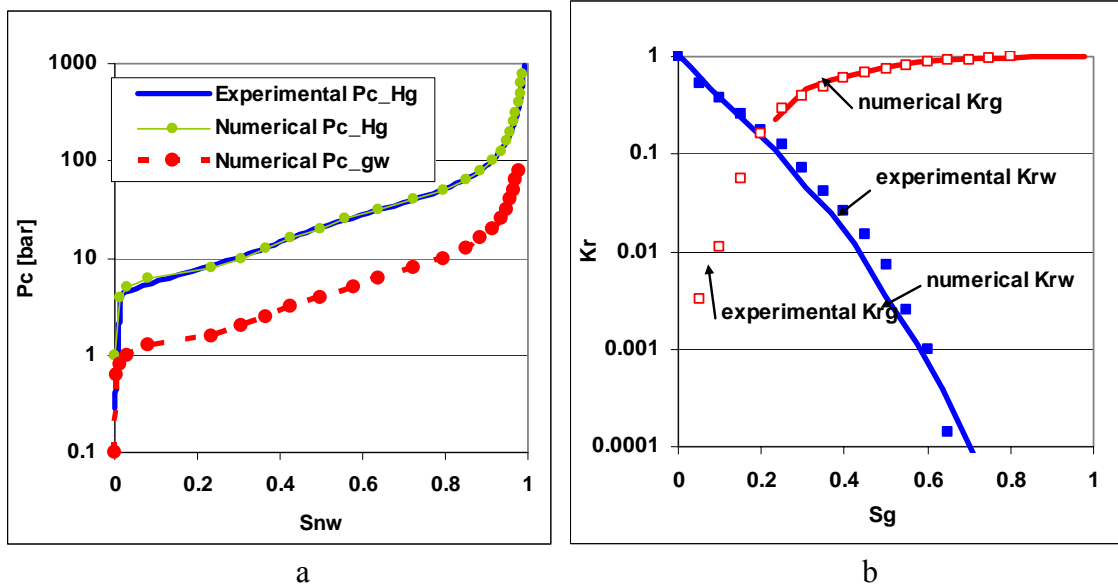 1000
100
10
1
0.1
Pc [bar]
Experimental Pc_Hg
Numerical Pc_Hg
Numerical Pc_gw
0 0.2 0.4 0.6 0.8 1
Snw
a
1
0.1
0.01
0.001
0.0001
Kr
numerical Krg
experimental Krw
numerical Krw
experimental Krg
0 0.2 0.4 0.6 0.8 1
Sg
b